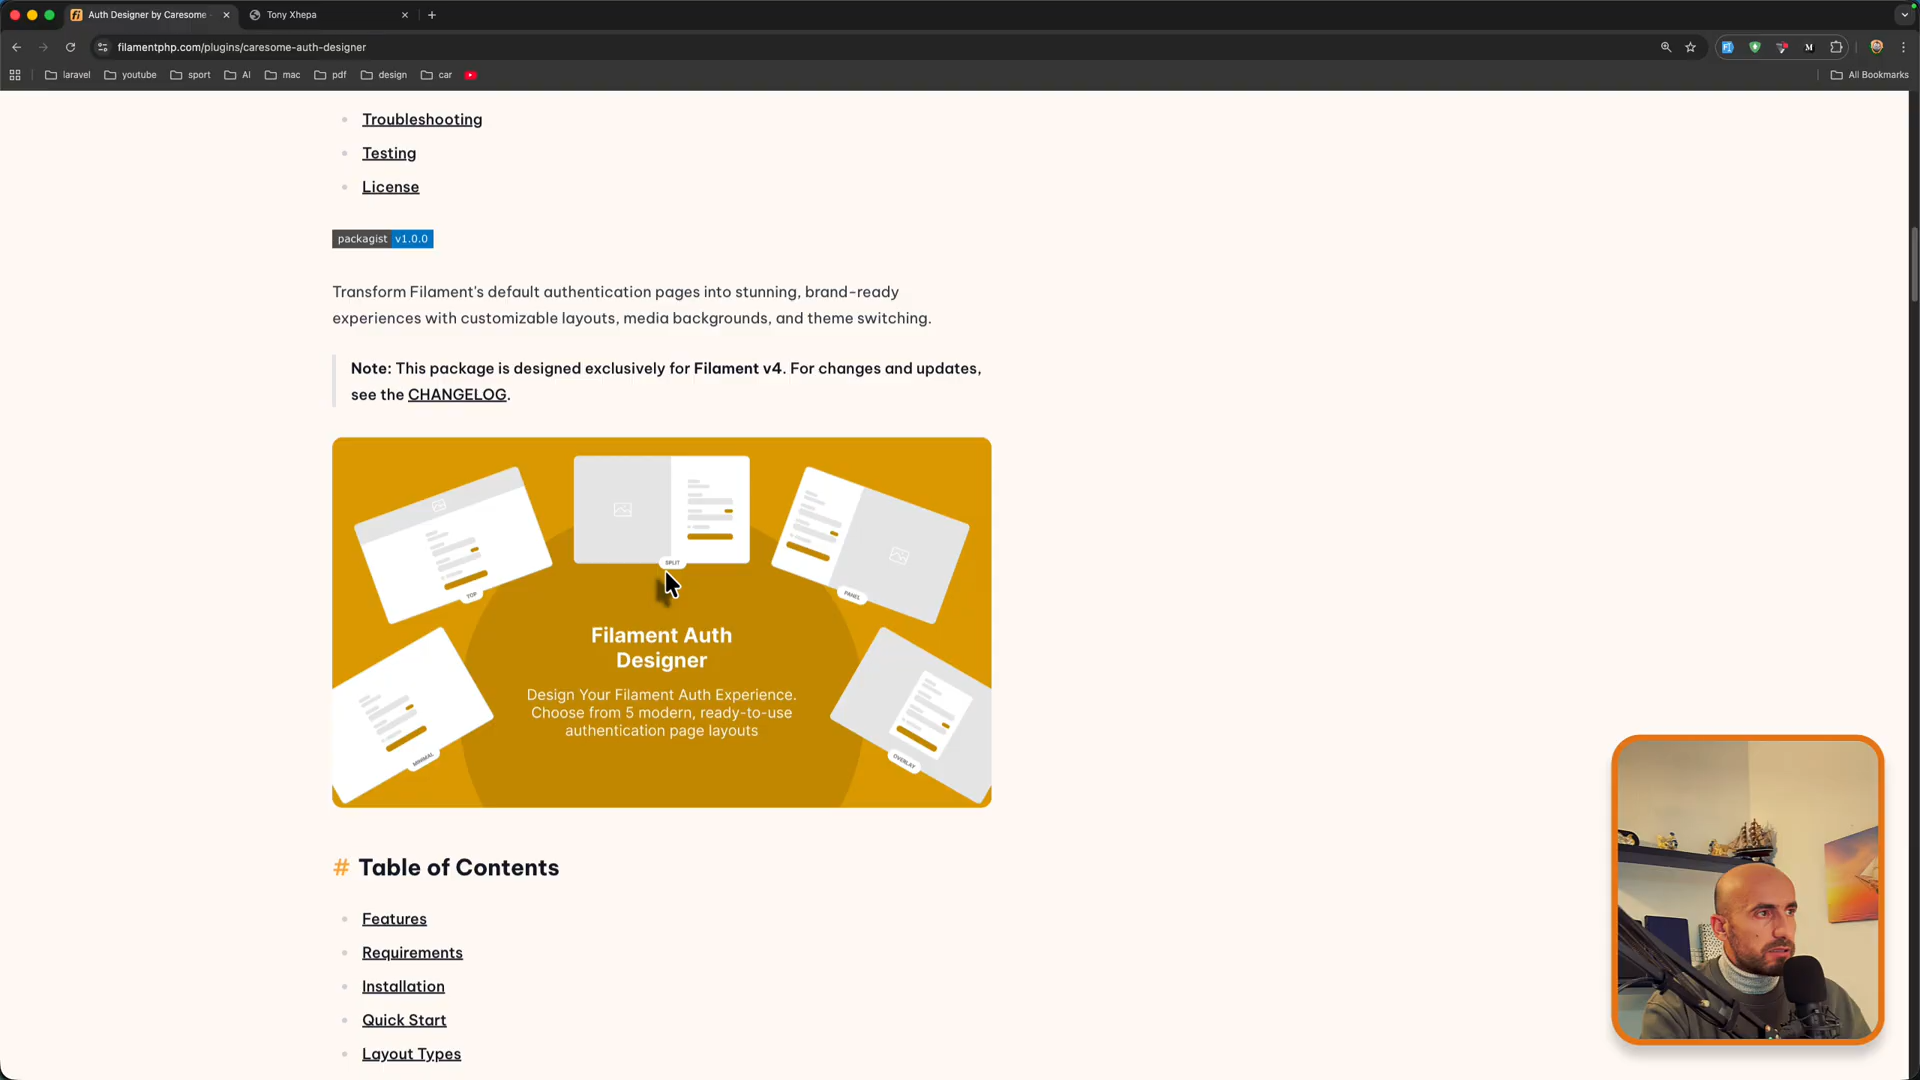 Auth Designer by Caresome
Tony Xhepa
filamentphp.com/plugins/caresome-auth-designer
laravel
youtube
sport
AI
mac
pdf
design
car
All Bookmarks
Troubleshooting
Testing
License
packagist v1.0.0
Transform Filament's default authentication pages into stunning, brand-ready
experiences with customizable layouts, media backgrounds, and theme switching.
Note: This package is designed exclusively for Filament v4. For changes and updates,
see the CHANGELOG.
TOP
SPLIT
PANEL
MINIMAL
OVERLAY
Filament Auth
Designer
Design Your Filament Auth Experience.
Choose from 5 modern, ready-to-use
authentication page layouts
# Table of Contents
Features
Requirements
Installation
Quick Start
Layout Types